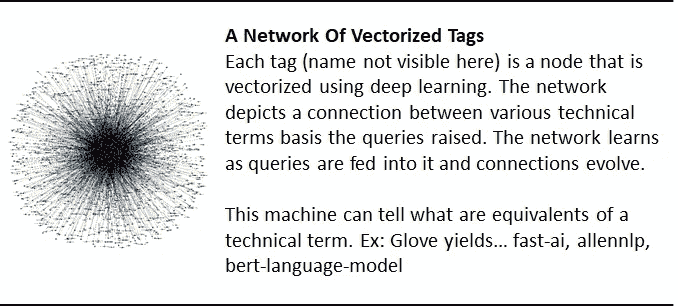 A Network Of Vectorized Tags
Each tag (name not visible here) is a node that is
vectorized using deep learning. The network
depicts a connection between various technical
terms basis the queries raised. The network learns
as queries are fed into it and connections evolve.
This machine can tell what are equivalents of a
technical term. Ex: Glove yields... fast-ai, allennlp,
bert-language-model